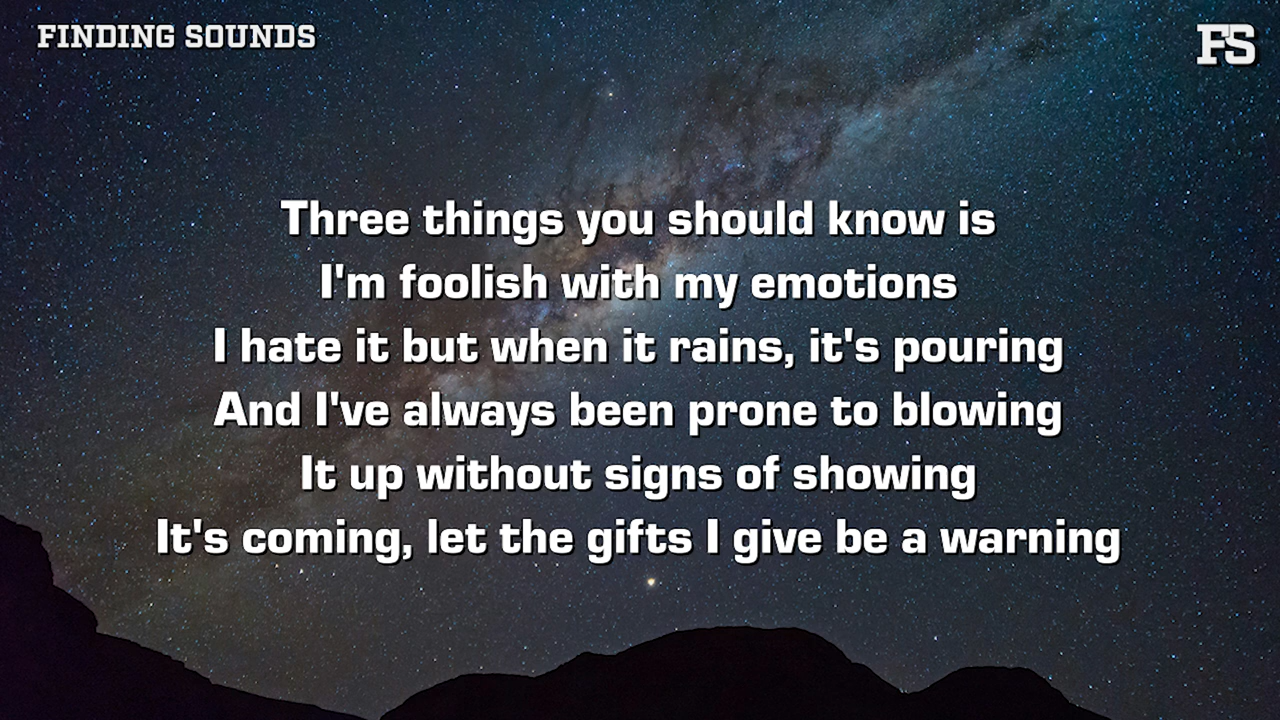 FINDING SOUNDS
FS
Three things you should know is
I'm foolish with my emotions
I hate it but when it rains, it's pouring
And I've always been prone to blowing
It up without signs of showing
It's coming, let the gifts I give be a warning